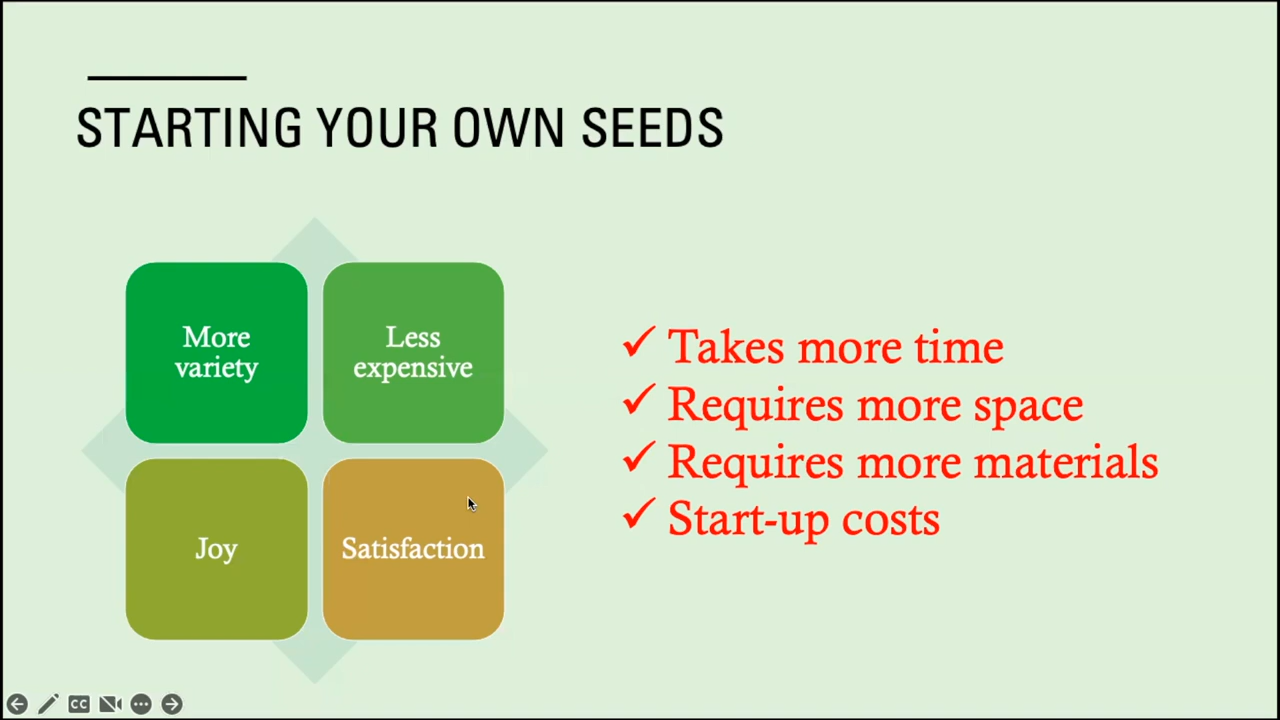 STARTING YOUR OWN SEEDS
More
variety
Less
expensive
Joy
Satisfaction
✓ Takes more time
✓ Requires more space
✓ Requires more materials
✓ Start-up costs
CC